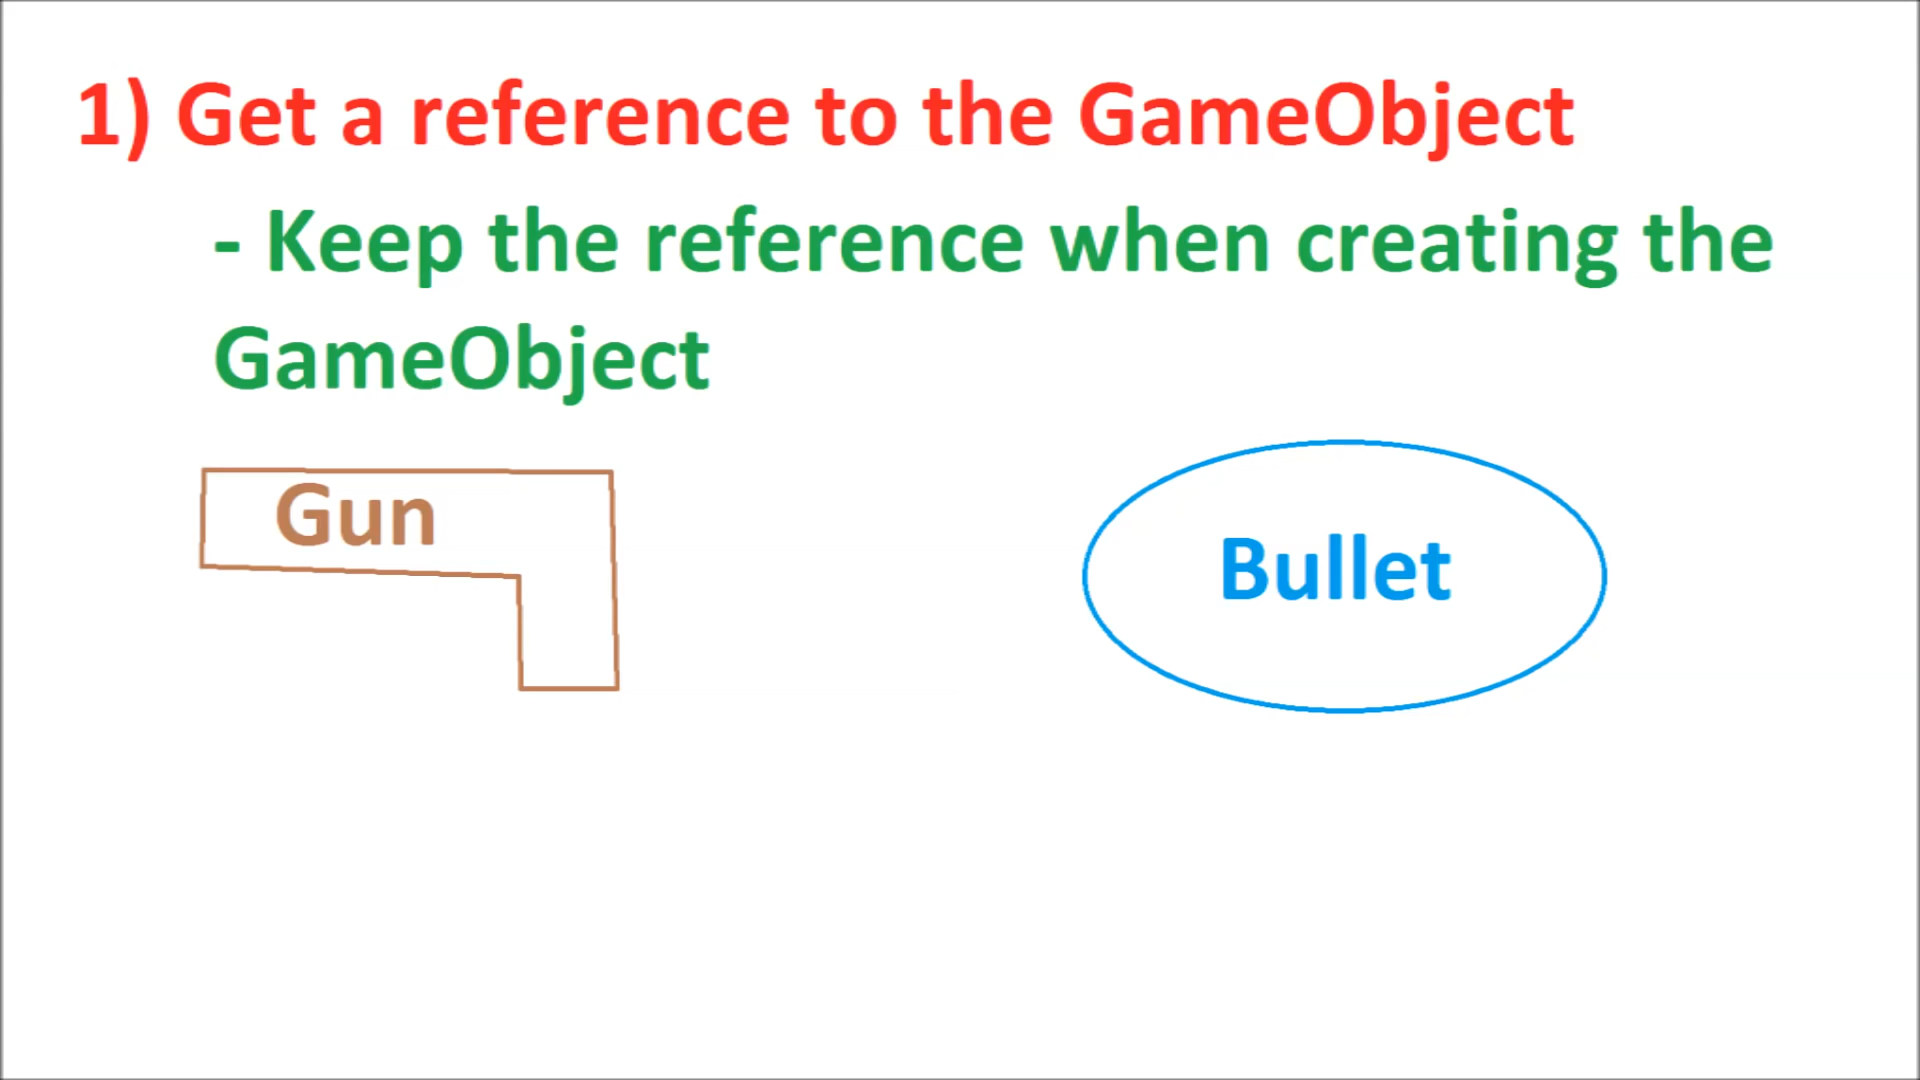 1) Get a reference to the GameObject
- Keep the reference when creating the
GameObject
Gun
Bullet